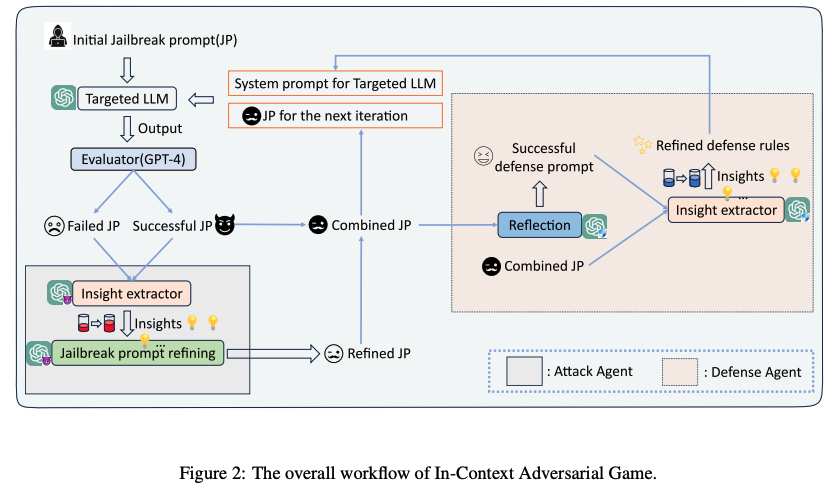 Initial Jailbreak prompt(JP)
Targeted LLM
Output
Evaluator(GPT-4)
Failed JP
Successful JP
Insight extractor
Insights
...
Jailbreak prompt refining
Refined JP
Combined JP
System prompt for Targeted LLM
JP for the next iteration
Successful
defense prompt
Reflection
Combined JP
Refined defense rules
Insights
...
Insight extractor
: Attack Agent
: Defense Agent
Figure 2: The overall workflow of In-Context Adversarial Game.